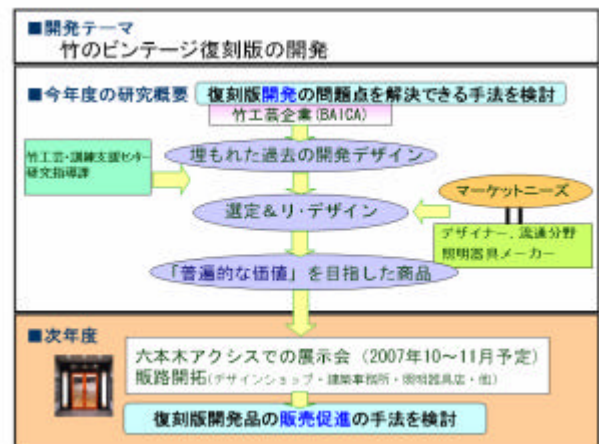 ■開発テーマ
竹のビンテージ復刻版の開発
■今年度の研究概要
復刻版開発の問題点を解決できる手法を検討
竹工芸企業(BAICA)
竹工芸・訓練支援センター
研究指導課
埋もれた過去の開発デザイン
マーケットニーズ
選定&リ・デザイン
デザイナー、流通分野
照明器具メーカー
「普遍的な価値」を目指した商品
■次年度
六本木アクシスでの展示会（2007年10～11月予定）
販路開拓(デザインショップ・建築事務所・照明器具店・他)
復刻版開発品の販売促進の手法を検討